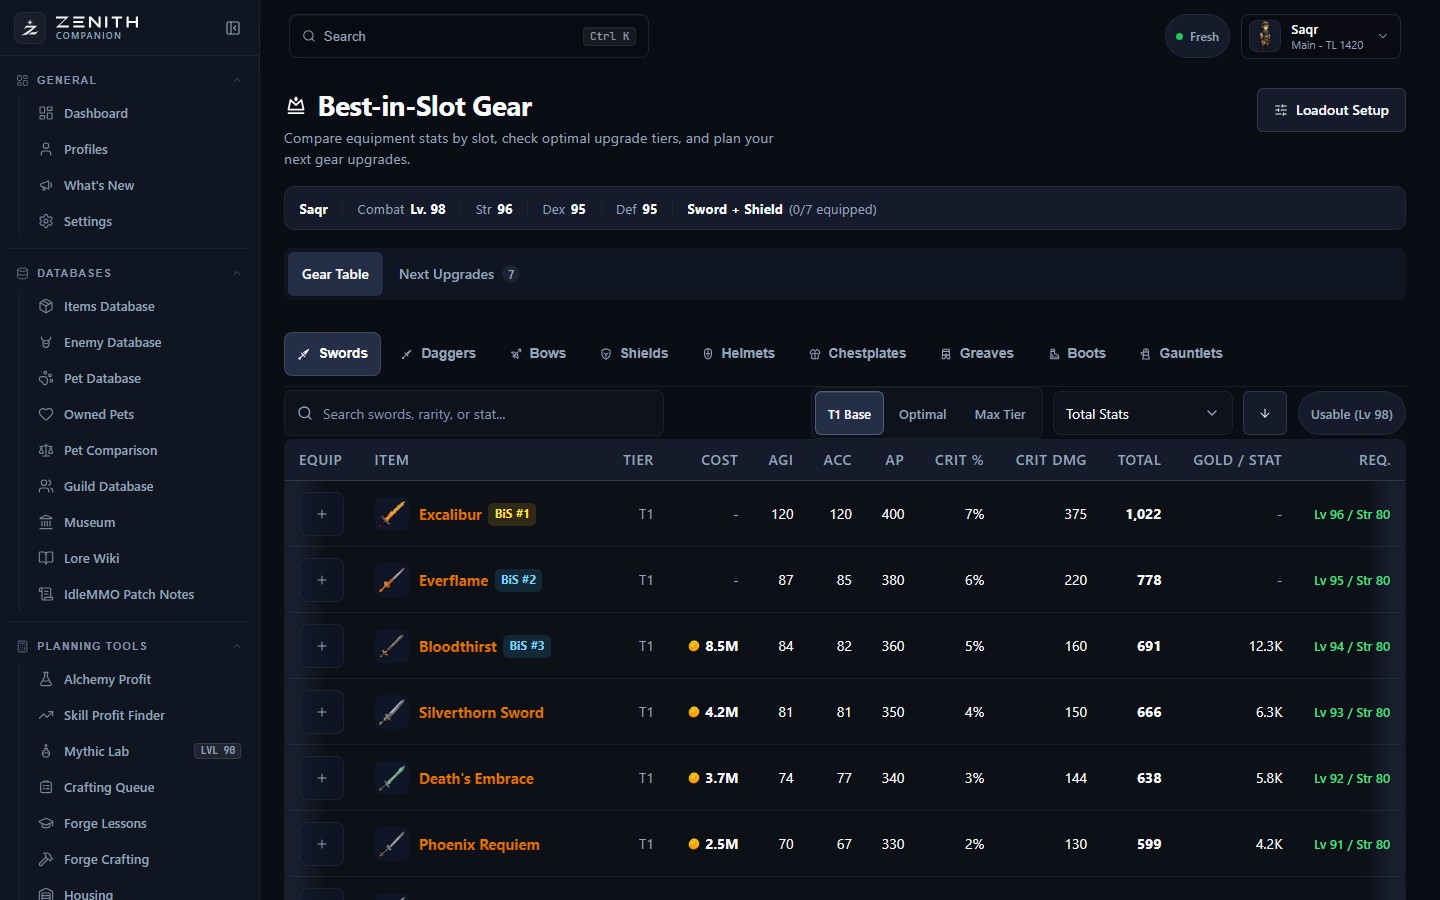 ZENITH
COMPANION
Search
Ctrl K
Fresh
Saqr
Main - TL 1420
GENERAL
Dashboard
Profiles
What's New
Settings
DATABASES
Items Database
Enemy Database
Pet Database
Owned Pets
Pet Comparison
Guild Database
Museum
Lore Wiki
IdleMMO Patch Notes
PLANNING TOOLS
Alchemy Profit
Skill Profit Finder
Mythic Lab LVL 90
Crafting Queue
Forge Lessons
Forge Crafting
Housing
Best-in-Slot Gear
Compare equipment stats by slot, check optimal upgrade tiers, and plan your
next gear upgrades.
Loadout Setup
Saqr Combat Lv. 98 Str 96 Dex 95 Def 95 Sword + Shield (0/7 equipped)
Gear Table Next Upgrades 7
Swords Daggers Bows Shields Helmets Chestplates Greaves Boots Gauntlets
Search swords, rarity, or stat... T1 Base Optimal Max Tier Total Stats Usable (Lv 98)
EQUIP ITEM TIER COST AGI ACC AP CRIT % CRIT DMG TOTAL GOLD / STAT REQ.
+ Excalibur BiS #1 T1 - 120 120 400 7% 375 1,022 - Lv 96 / Str 80
+ Everflame BiS #2 T1 - 87 85 380 6% 220 778 - Lv 95 / Str 80
+ Bloodthirst BiS #3 T1 8.5M 84 82 360 5% 160 691 12.3K Lv 94 / Str 80
+ Silverthorn Sword T1 4.2M 81 81 350 4% 150 666 6.3K Lv 93 / Str 80
+ Death's Embrace T1 3.7M 74 77 340 3% 144 638 5.8K Lv 92 / Str 80
+ Phoenix Requiem T1 2.5M 70 67 330 2% 130 599 4.2K Lv 91 / Str 80